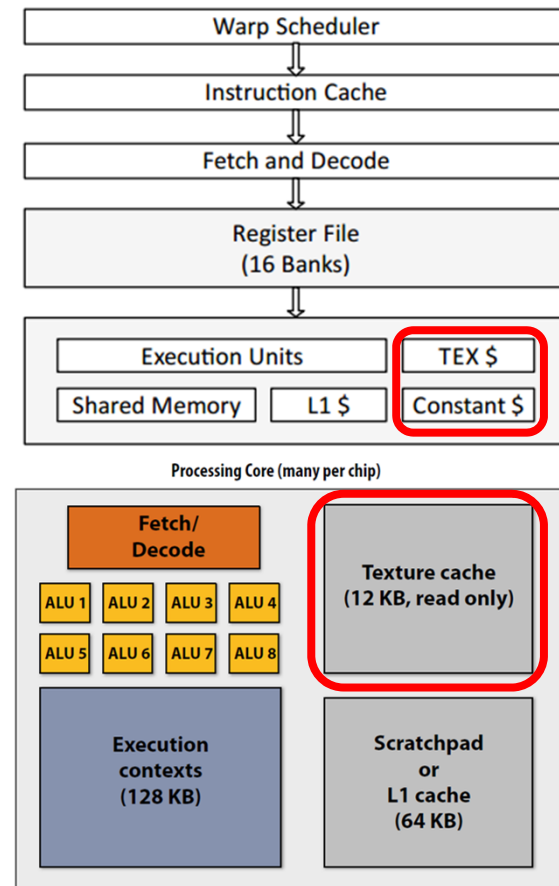 Warp Scheduler
Instruction Cache
Fetch and Decode
Register File
(16 Banks)
Execution Units
TEX $
Shared Memory
L1 $
Constant $
Processing Core (many per chip)
Fetch/
Decode
Texture cache
(12 KB, read only)
ALU 1
ALU 2
ALU 3
ALU 4
ALU 5
ALU 6
ALU 7
ALU 8
Execution
contexts
(128 KB)
Scratchpad
or
L1 cache
(64 KB)